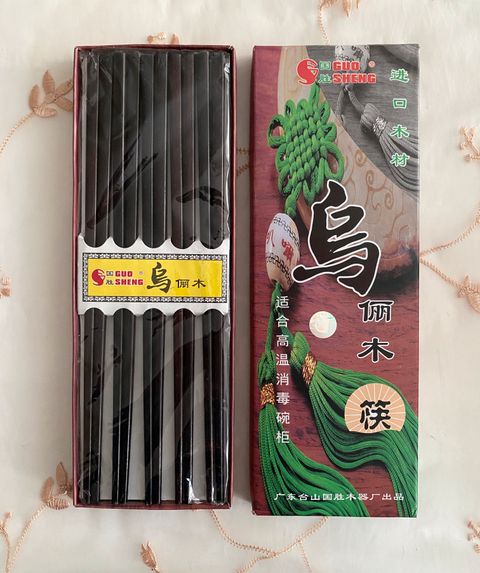 国胜 GUO SHENG ®
乌俪木
国胜 GUO SHENG ®
进口木材
乌俪木
筷
适合高温消毒碗柜
广东台山国胜木器厂出品